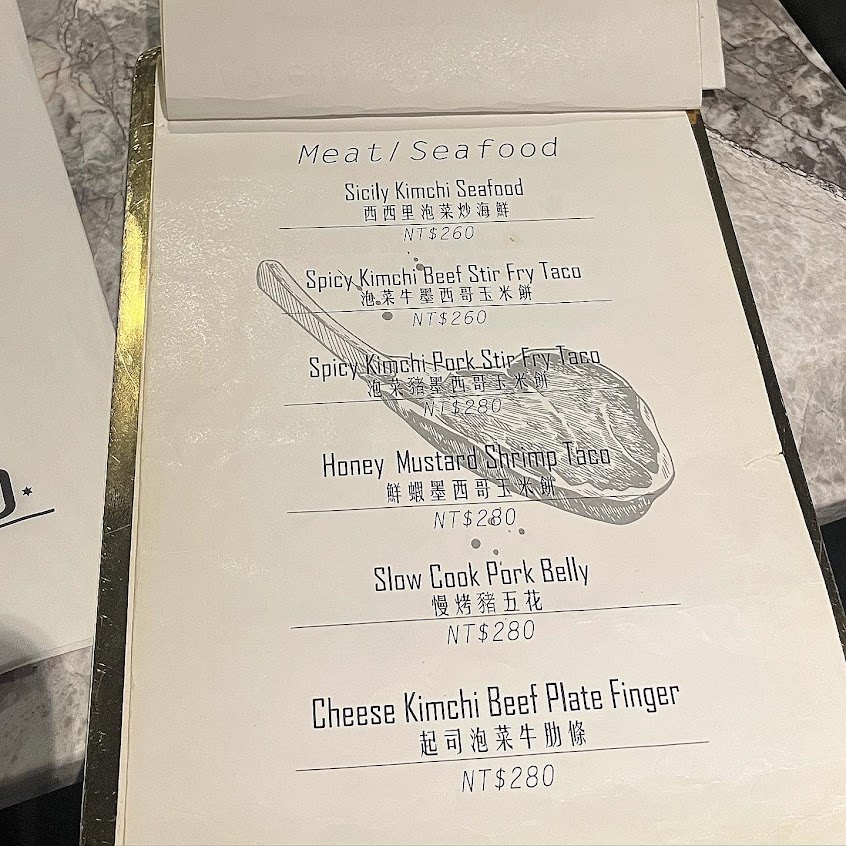 Meat/Seafood
Sicily Kimchi Seafood
西西里泡菜炒海鮮
NT$260
Spicy Kimchi Beef Stir Fry Taco
泡菜牛墨西哥玉米餅
NT$260
Spicy Kimchi Pork Stir Fry Taco
泡菜豬墨西哥玉米餅
NT$280
Honey Mustard Shrimp Taco
鮮蝦墨西哥玉米餅
NT$280
Slow Cook Pork Belly
慢烤豬五花
NT$280
Cheese Kimchi Beef Plate Finger
起司泡菜牛肋條
NT$280